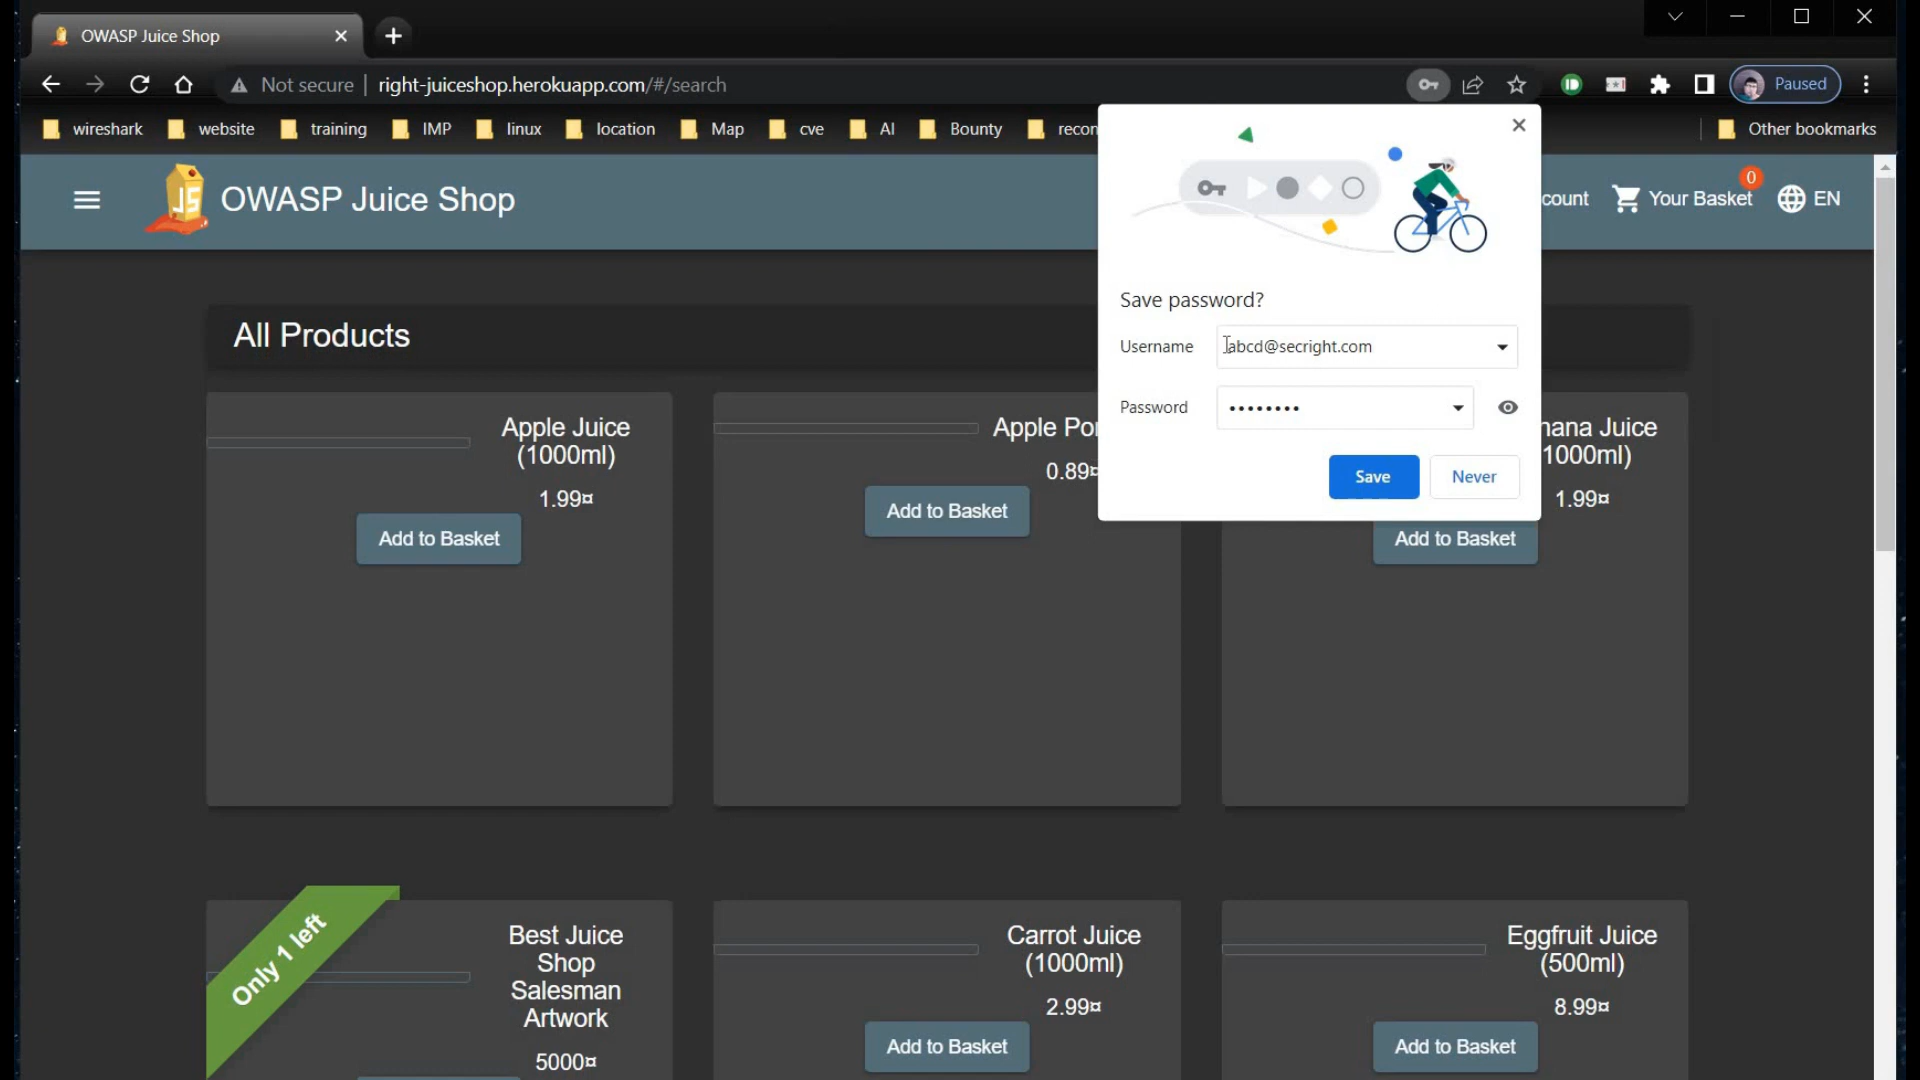 OWASP Juice Shop
Not secure
right-juiceshop.herokuapp.com/#/search
Paused
wireshark
website
training
IMP
linux
location
Map
cve
AI
Bounty
recon
Other bookmarks
JS
OWASP Juice Shop
count
0
Your Basket
EN
Save password?
Username
abcd@secright.com
Password
••••••••
Save
Never
All Products
Apple Juice
(1000ml)
1.99¤
Add to Basket
Apple Po
0.89¤
Add to Basket
nana Juice
1000ml)
1.99¤
Add to Basket
Only 1 left
Best Juice
Shop
Salesman
Artwork
5000¤
Carrot Juice
(1000ml)
2.99¤
Add to Basket
Eggfruit Juice
(500ml)
8.99¤
Add to Basket